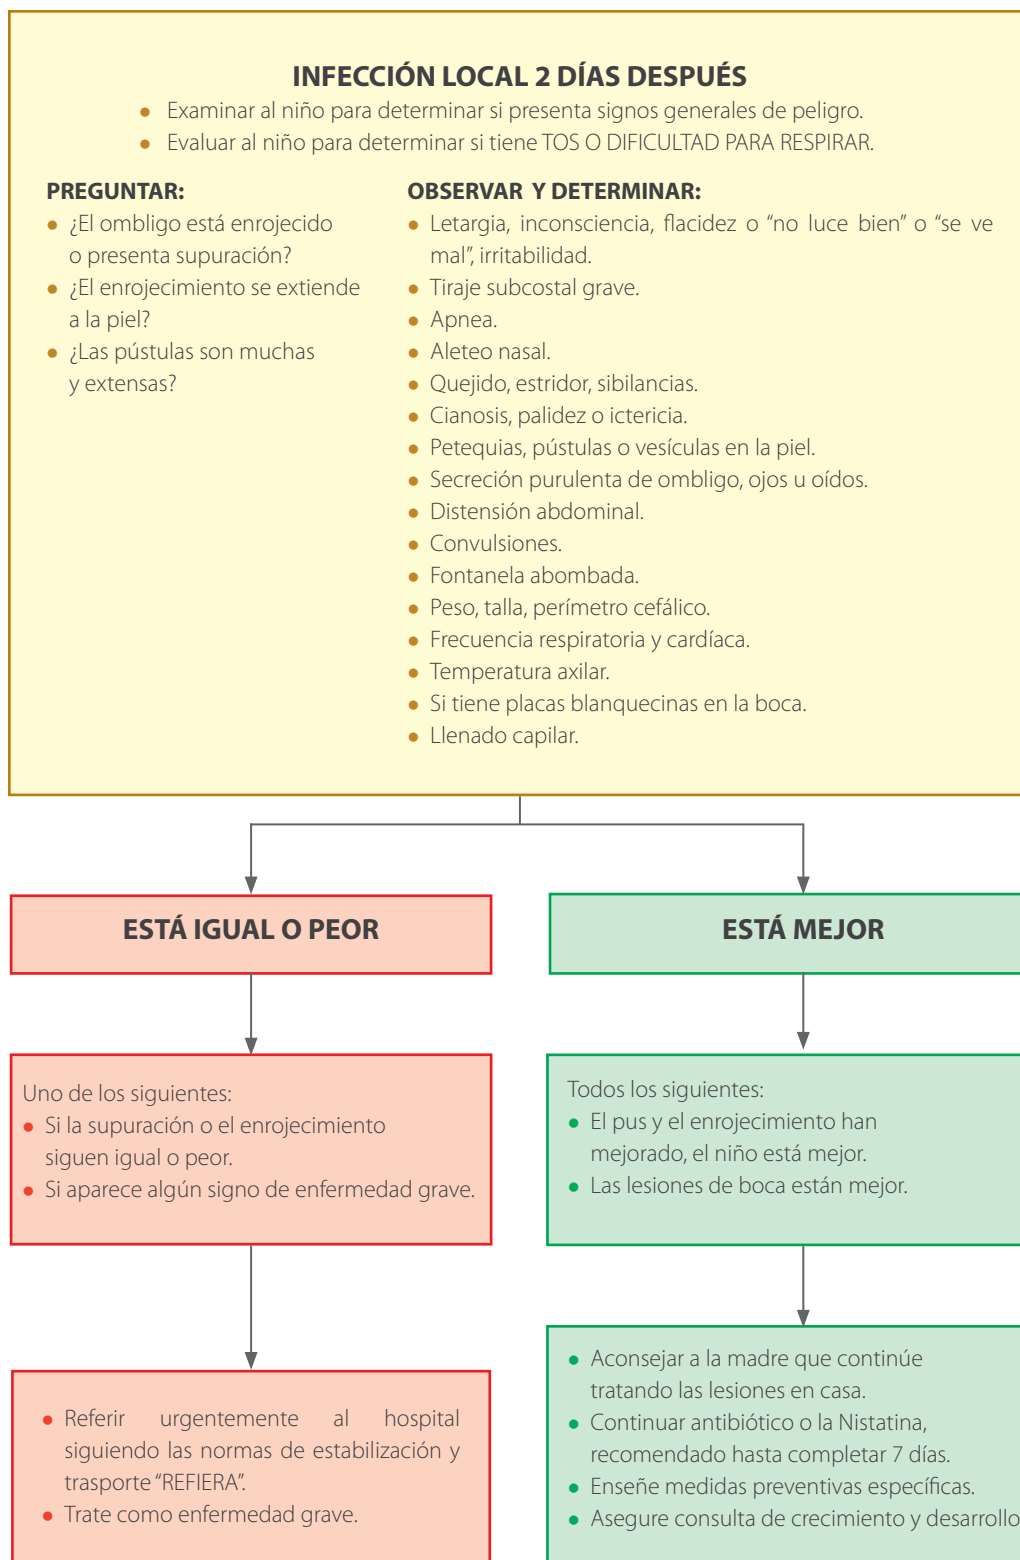 INFECCIÓN LOCAL 2 DÍAS DESPUÉS
● Examinar al niño para determinar si presenta signos generales de peligro.
● Evaluar al niño para determinar si tiene TOS O DIFICULTAD PARA RESPIRAR.
PREGUNTAR:
● ¿El ombligo está enrojecido
o presenta supuración?
● ¿El enrojecimiento se extiende
a la piel?
● ¿Las pústulas son muchas
y extensas?
OBSERVAR Y DETERMINAR:
● Letargia, inconsciencia, flacidez o “no luce bien” o “se ve
mal”, irritabilidad.
● Tiraje subcostal grave.
● Apnea.
● Aleteo nasal.
● Quejido, estridor, sibilancias.
● Cianosis, palidez o ictericia.
● Petequias, pústulas o vesículas en la piel.
● Secreción purulenta de ombligo, ojos u oídos.
● Distensión abdominal.
● Convulsiones.
● Fontanela abombada.
● Peso, talla, perímetro cefálico.
● Frecuencia respiratoria y cardíaca.
● Temperatura axilar.
● Si tiene placas blanquecinas en la boca.
● Llenado capilar.
ESTÁ IGUAL O PEOR
Uno de los siguientes:
● Si la supuración o el enrojecimiento
siguen igual o peor.
● Si aparece algún signo de enfermedad grave.
● Referir urgentemente al hospital
siguiendo las normas de estabilización y
trasporte “REFIERA”.
● Trate como enfermedad grave.
ESTÁ MEJOR
Todos los siguientes:
● El pus y el enrojecimiento han
mejorado, el niño está mejor.
● Las lesiones de boca están mejor.
● Aconsejar a la madre que continúe
tratando las lesiones en casa.
● Continuar antibiótico o la Nistatina,
recomendado hasta completar 7 días.
● Enseñe medidas preventivas específicas.
● Asegure consulta de crecimiento y desarrollo